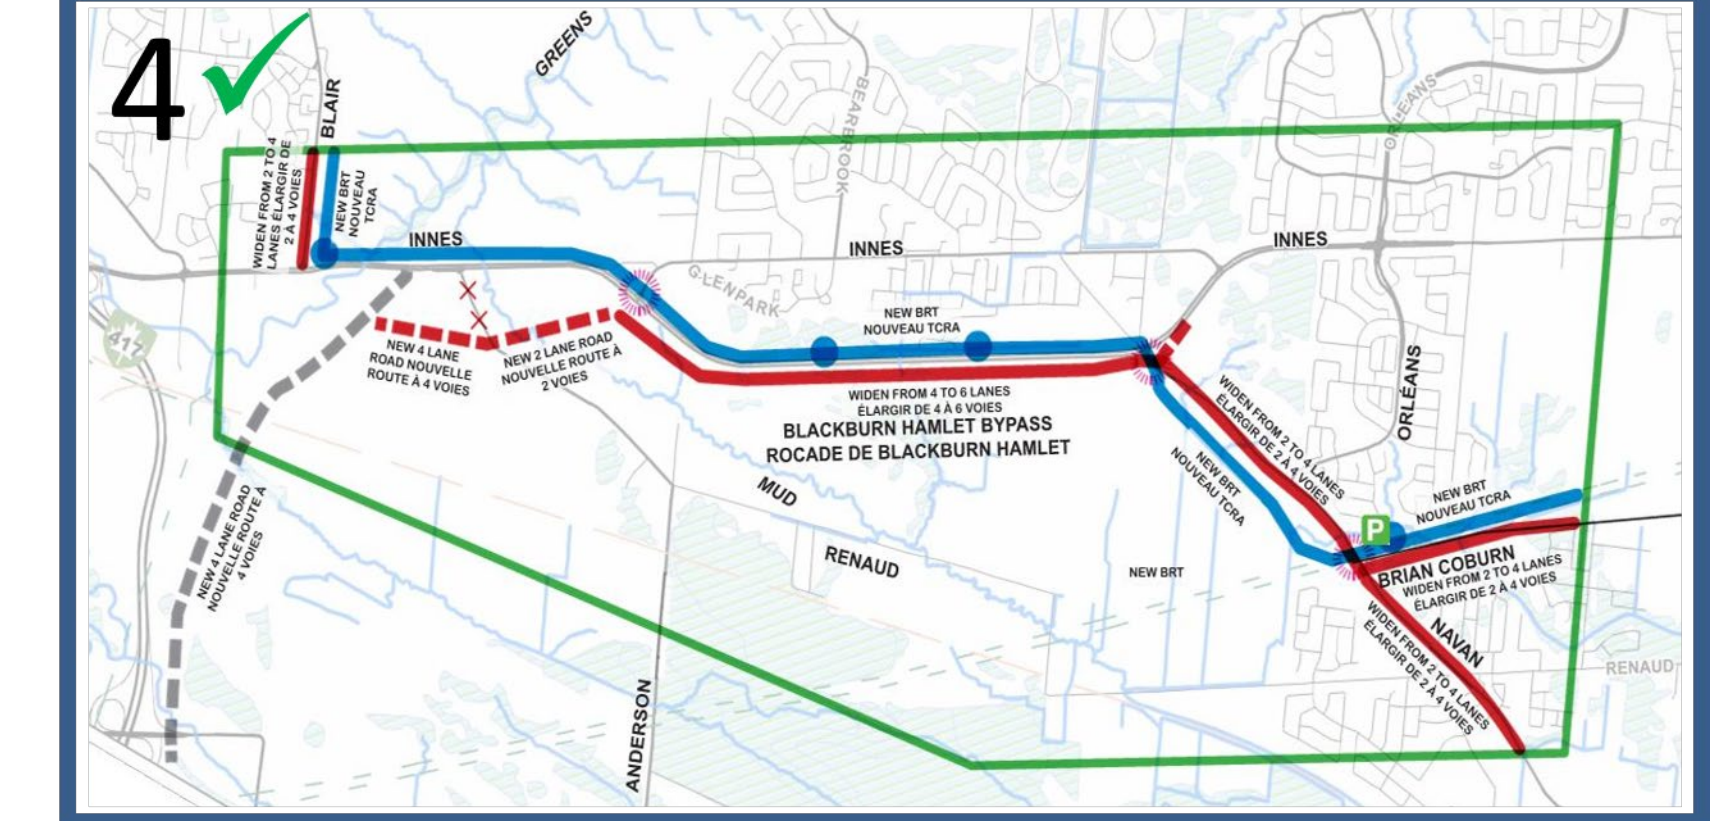 4
BLAIR
GREENS
BEARBROOK
ORLEANS
WIDEN FROM 2 TO 4
LANES ÉLARGIR DE
2 À 4 VOIES
NEW BRT
NOUVEAU
TCRA
INNES
INNES
INNES
GLENPARK
417
NEW 4 LANE
ROAD NOUVELLE
ROUTE À 4 VOIES
NEW 2 LANE ROAD
NOUVELLE ROUTE À
2 VOIES
NEW BRT
NOUVEAU TCRA
WIDEN FROM 4 TO 6 LANES
ÉLARGIR DE 4 À 6 VOIES
BLACKBURN HAMLET BYPASS
ROCADE DE BLACKBURN HAMLET
WIDEN FROM 2 TO 4 LANES
ÉLARGIR DE 2 À 4 VOIES
ORLÉANS
NEW BRT
NOUVEAU TCRA
NEW BRT
NOUVEAU TCRA
P
NEW 4 LANE ROAD
NOUVELLE ROUTE À
4 VOIES
MUD
RENAUD
NEW BRT
BRIAN COBURN
WIDEN FROM 2 TO 4 LANES
ÉLARGIR DE 2 À 4 VOIES
NAVAN
WIDEN FROM 2 TO 4 LANES
ÉLARGIR DE 2 À 4 VOIES
RENAUD
ANDERSON